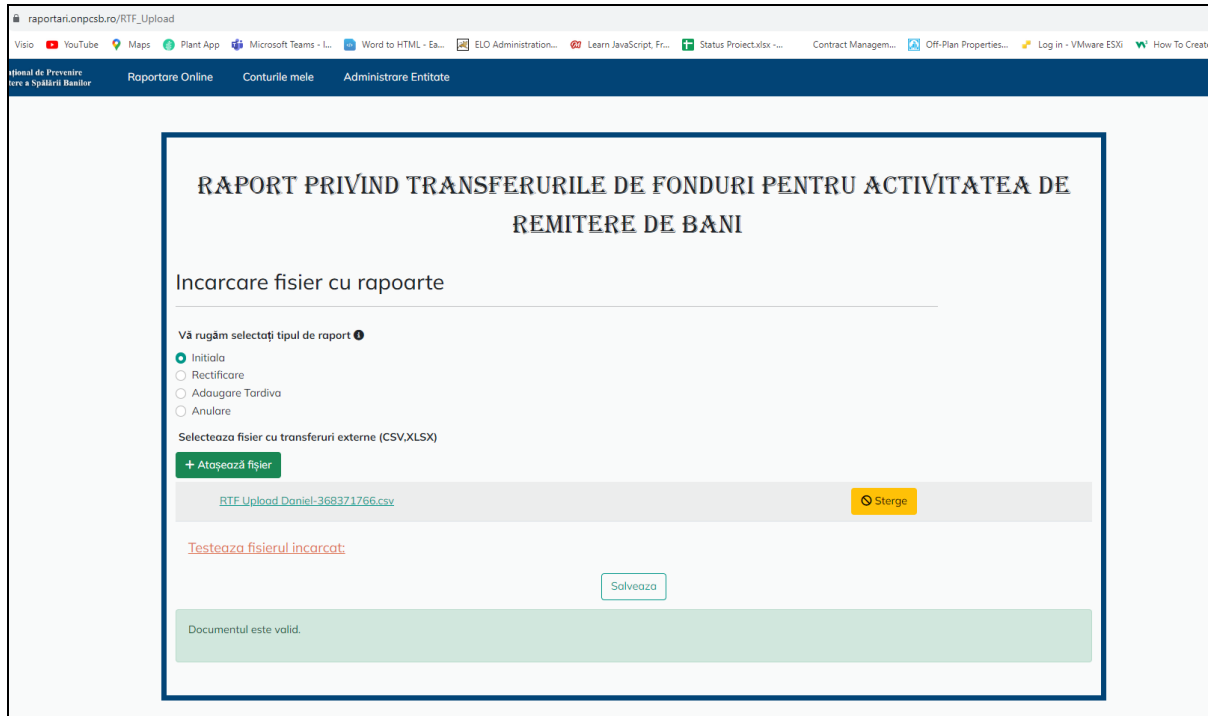 raportari.onpcsb.ro/RTF_Upload
Visio YouTube Maps Plant App Microsoft Teams - I... Word to HTML - Ea... ELO Administration... Learn JavaScript, Fr... Status Proiect.xlsx -... Contract Managem... Off-Plan Properties... Log in - VMware ESXi How To Create
ațional de Prevenire
tere a Spălării Banilor
Raportare Online Conturile mele Administrare Entitate
RAPORT PRIVIND TRANSFERURILE DE FONDURI PENTRU ACTIVITATEA DE
REMITERE DE BANI
Incarcare fisier cu rapoarte
Vă rugăm selectați tipul de raport
Initiala
Rectificare
Adaugare Tardiva
Anulare
Selecteaza fisier cu transferuri externe (CSV,XLSX)
+ Atașează fișier
RTF Upload Daniel-368371766.csv Sterge
Testeaza fisierul incarcat:
Salveaza
Documentul este valid.